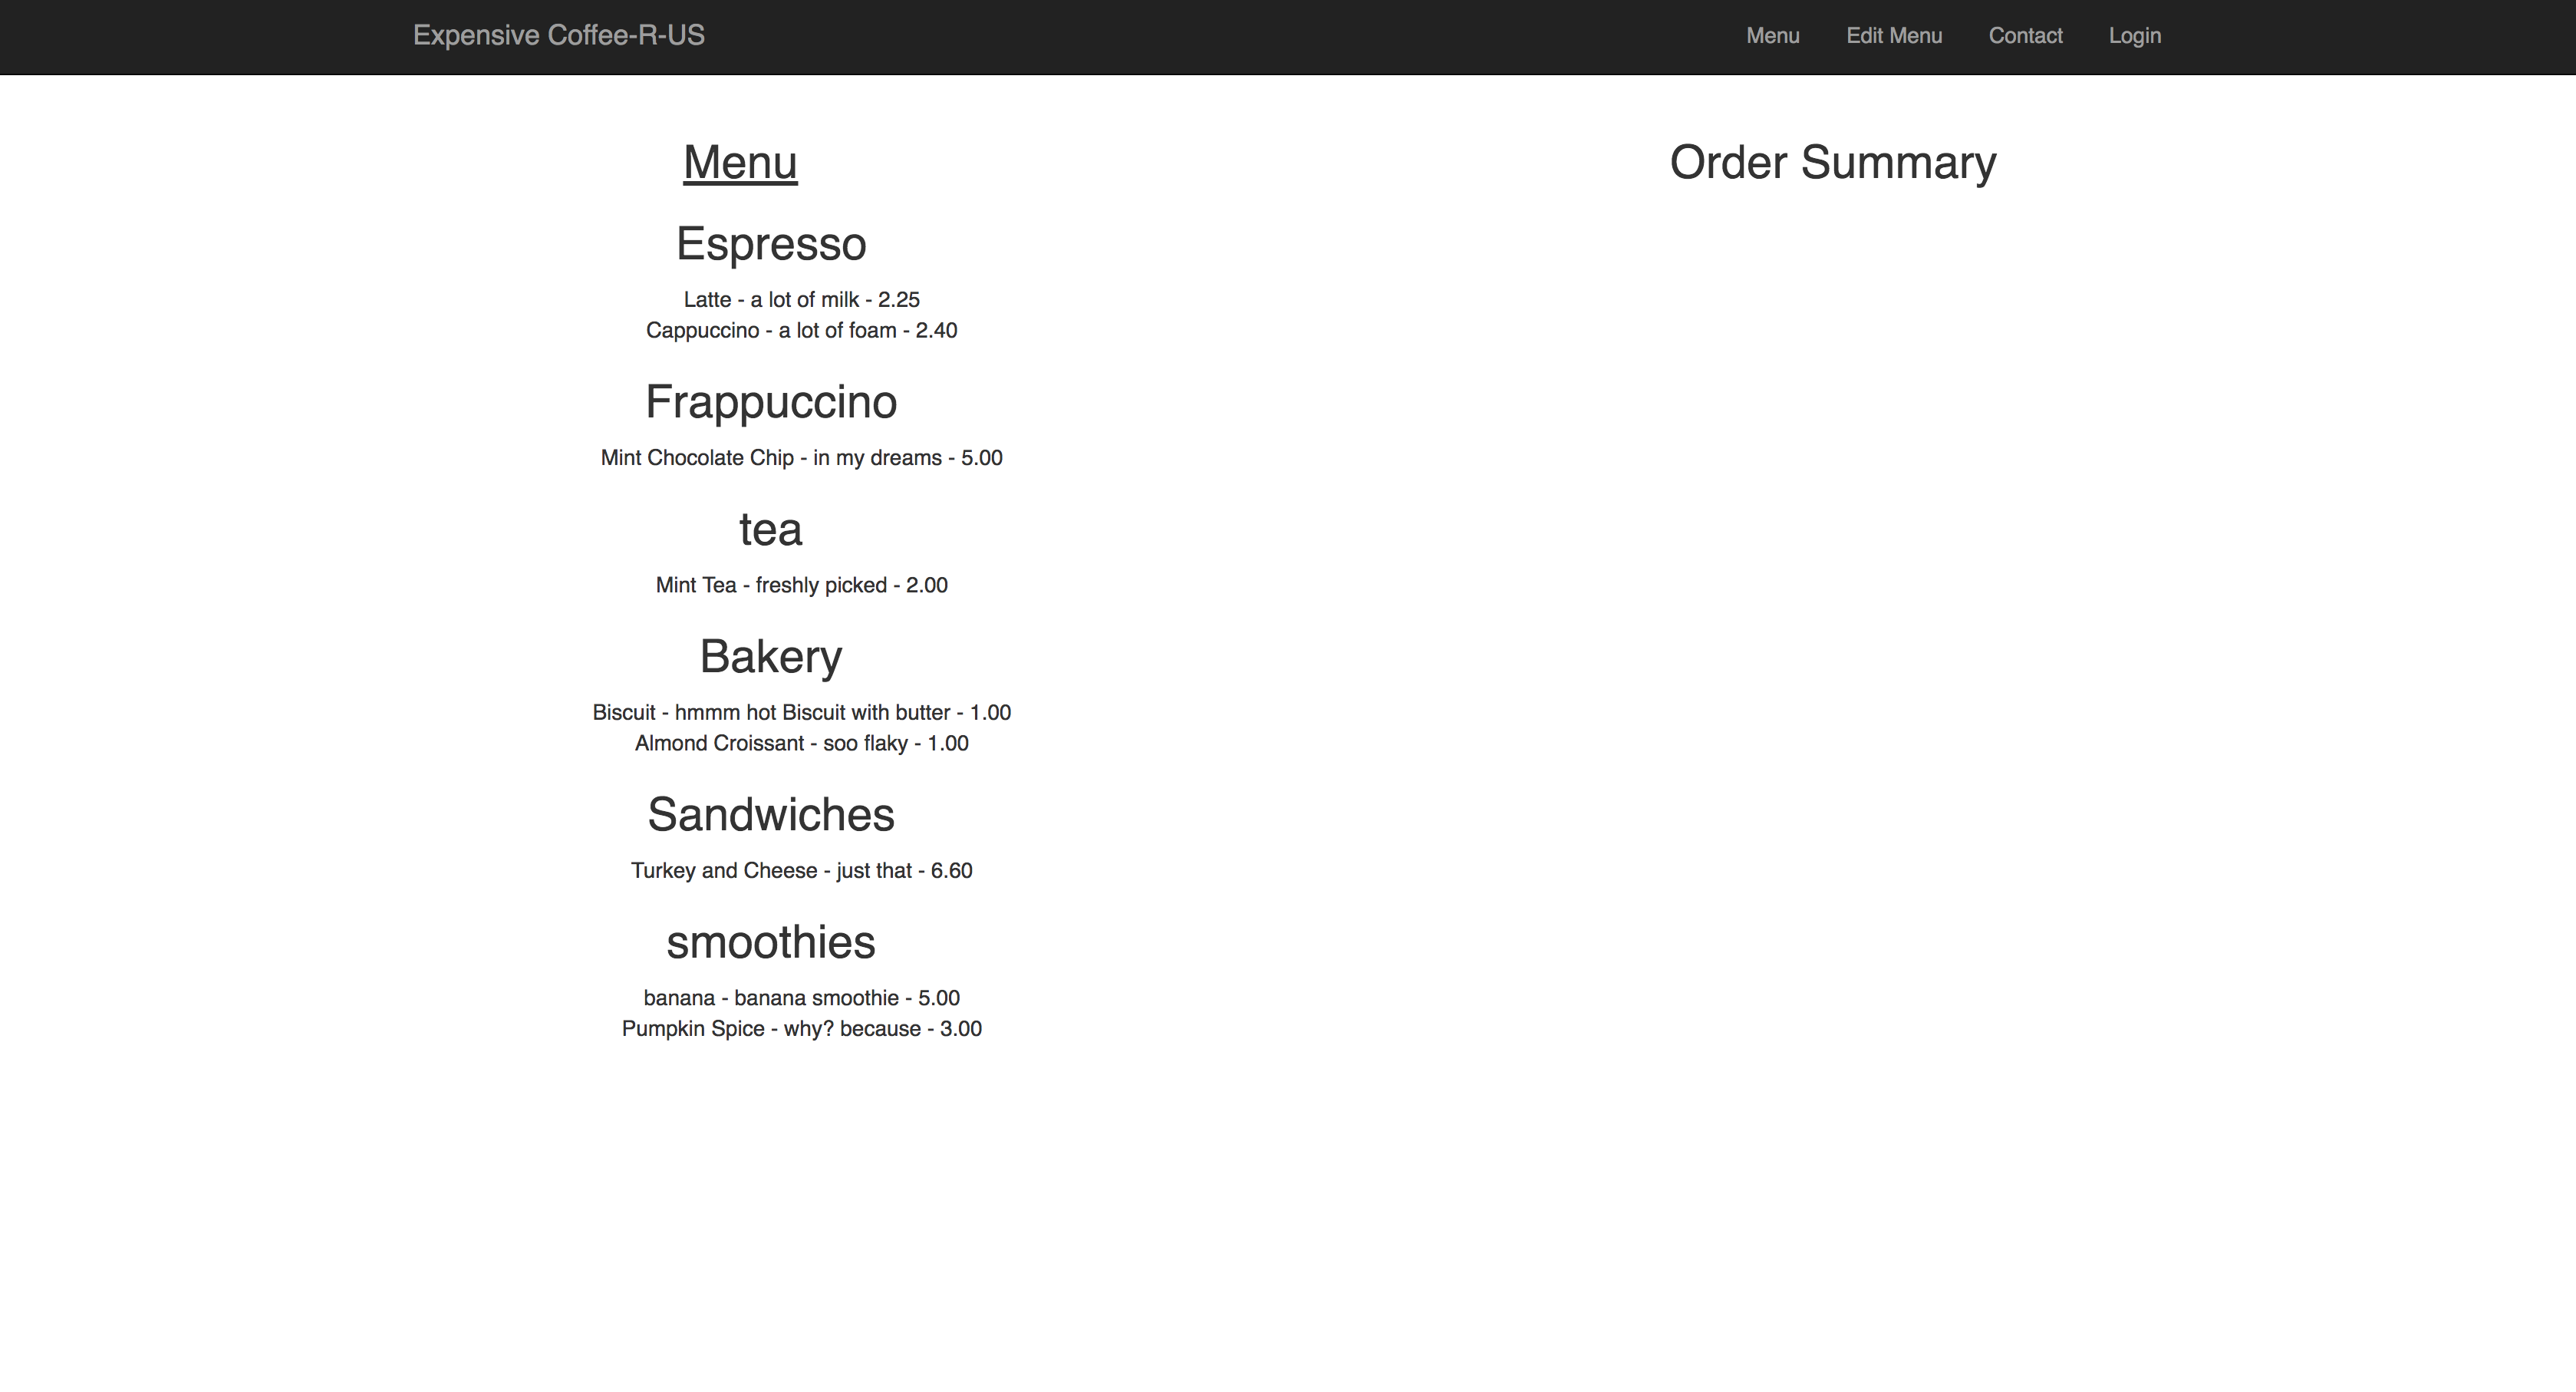 Expensive Coffee-R-US
Menu Edit Menu Contact Login
Menu
Espresso
Latte - a lot of milk - 2.25
Cappuccino - a lot of foam - 2.40
Frappuccino
Mint Chocolate Chip - in my dreams - 5.00
tea
Mint Tea - freshly picked - 2.00
Bakery
Biscuit - hmmm hot Biscuit with butter - 1.00
Almond Croissant - soo flaky - 1.00
Sandwiches
Turkey and Cheese - just that - 6.60
smoothies
banana - banana smoothie - 5.00
Pumpkin Spice - why? because - 3.00
Order Summary